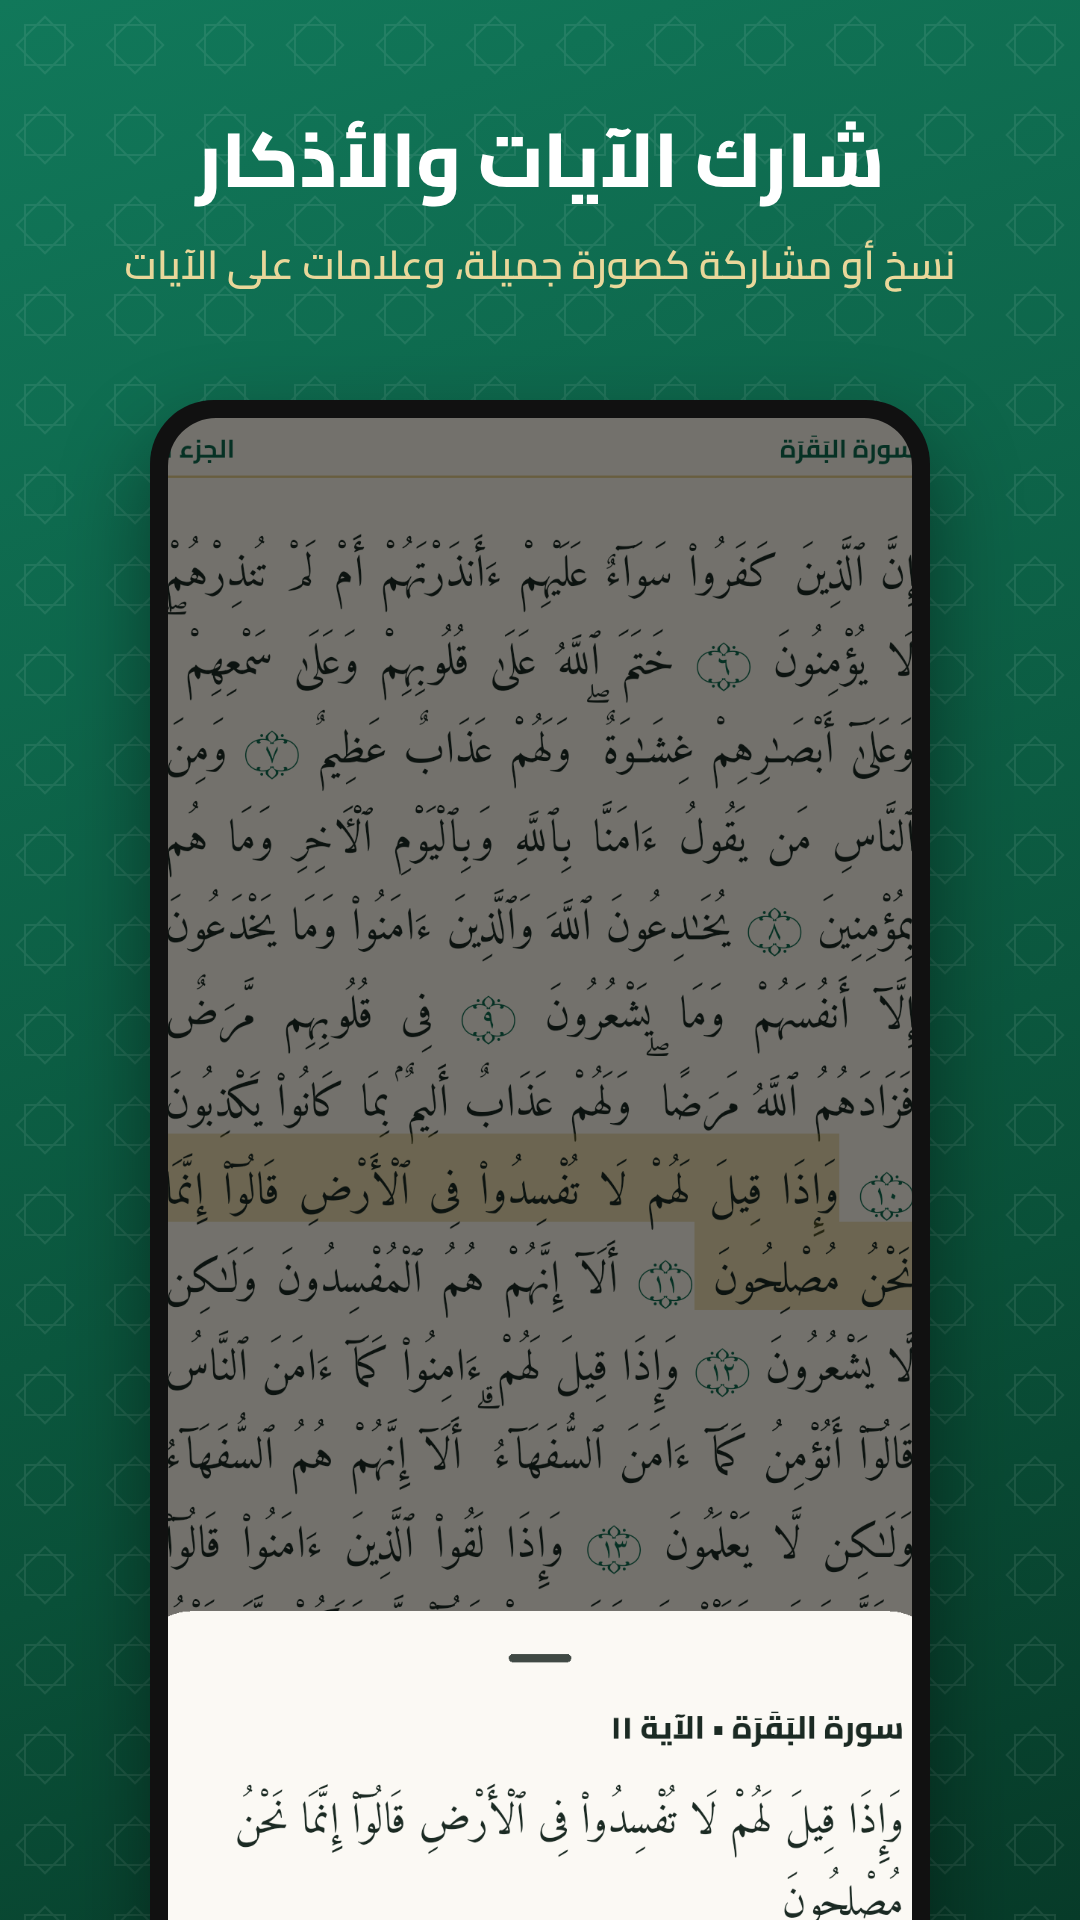 شارك الآيات والأذكار
نسخ أو مشاركة كصورة جميلة، وعلامات على الآيات
سورة البَقَرَة
الجزء
إِنَّ ٱلَّذِينَ كَفَرُوا۟ سَوَآءٌ عَلَيْهِمْ ءَأَنذَرْتَهُمْ أَمْ لَمْ تُنذِرْهُمْ
لَا يُؤْمِنُونَ ٦ خَتَمَ ٱللَّهُ عَلَىٰ قُلُوبِهِمْ وَعَلَىٰ سَمْعِهِمْ ۖ
وَعَلَىٰٓ أَبْصَـٰرِهِمْ غِشَـٰوَةٌ ۖ وَلَهُمْ عَذَابٌ عَظِيمٌ ٧ وَمِنَ
ٱلنَّاسِ مَن يَقُولُ ءَامَنَّا بِٱللَّهِ وَبِٱلْيَوْمِ ٱلْـَٔاخِرِ وَمَا هُم
بِمُؤْمِنِينَ ٨ يُخَـٰدِعُونَ ٱللَّهَ وَٱلَّذِينَ ءَامَنُوا۟ وَمَا يَخْدَعُونَ
إِلَّآ أَنفُسَهُمْ وَمَا يَشْعُرُونَ ٩ فِى قُلُوبِهِم مَّرَضٌ
فَزَادَهُمُ ٱللَّهُ مَرَضًا ۖ وَلَهُمْ عَذَابٌ أَلِيمٌۢ بِمَا كَانُوا۟ يَكْذِبُونَ
١٠ وَإِذَا قِيلَ لَهُمْ لَا تُفْسِدُوا۟ فِى ٱلْأَرْضِ قَالُوٓا۟ إِنَّمَا
نَحْنُ مُصْلِحُونَ ١١ أَلَآ إِنَّهُمْ هُمُ ٱلْمُفْسِدُونَ وَلَـٰكِن
لَّا يَشْعُرُونَ ١٢ وَإِذَا قِيلَ لَهُمْ ءَامِنُوا۟ كَمَآ ءَامَنَ ٱلنَّاسُ
قَالُوٓا۟ أَنُؤْمِنُ كَمَآ ءَامَنَ ٱلسُّفَهَآءُ ۗ أَلَآ إِنَّهُمْ هُمُ ٱلسُّفَهَآءُ
وَلَـٰكِن لَّا يَعْلَمُونَ ١٣ وَإِذَا لَقُوا۟ ٱلَّذِينَ ءَامَنُوا۟ قَالُوٓا۟
سورة البَقَرَة • الآية ١١
وَإِذَا قِيلَ لَهُمْ لَا تُفْسِدُوا۟ فِى ٱلْأَرْضِ قَالُوٓا۟ إِنَّمَا نَحْنُ
مُصْلِحُونَ